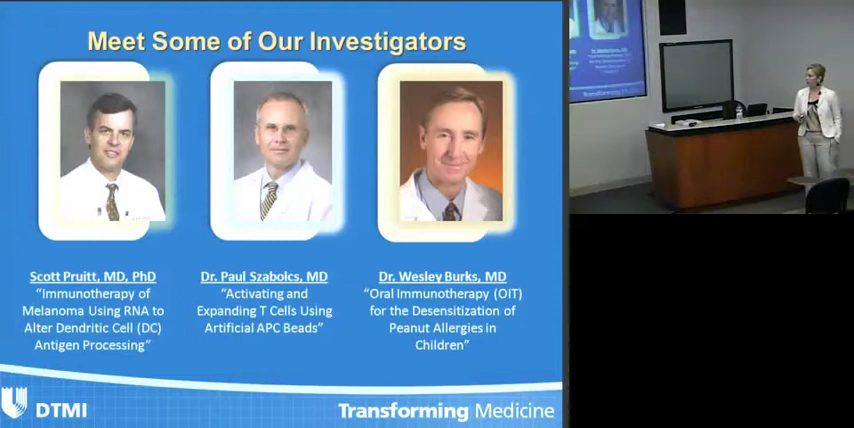 Meet Some of Our Investigators
Scott Pruitt, MD, PhD
"Immunotherapy of
Melanoma Using RNA to
Alter Dendritic Cell (DC)
Antigen Processing"
Dr. Paul Szabolcs, MD
"Activating and
Expanding T Cells Using
Artificial APC Beads"
Dr. Wesley Burks, MD
"Oral Immunotherapy (OIT)
for the Desensitization of
Peanut Allergies in
Children"
DTMI
Transforming Medicine
Transforming